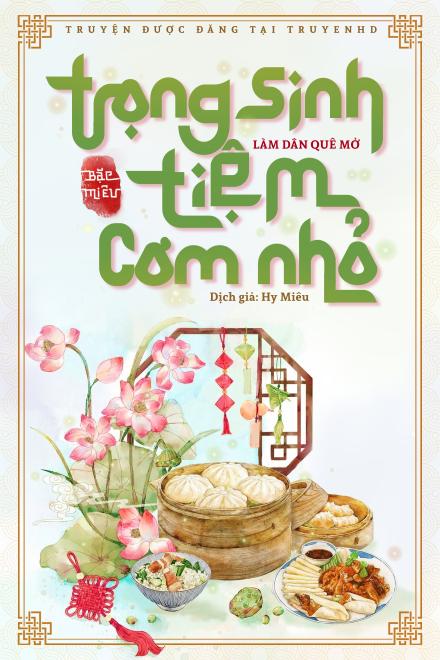 TRUYỆN ĐƯỢC ĐĂNG TẠI TRUYENHD
trọng sinh
LÀM DÂN QUÊ MỞ
BẮC
MIÊU
tiệm
cơm nhỏ
Dịch giả: Hy Miêu